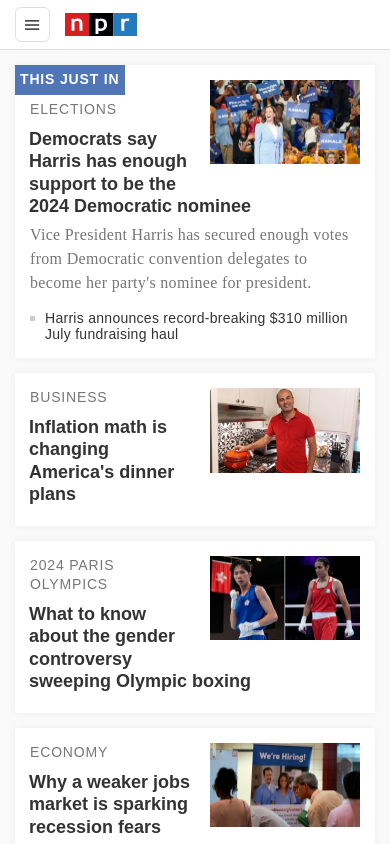 npr
THIS JUST IN
ELECTIONS
Democrats say
Harris has enough
support to be the
2024 Democratic nominee
Vice President Harris has secured enough votes
from Democratic convention delegates to
become her party's nominee for president.
Harris announces record-breaking $310 million
July fundraising haul
KAMALA
KAMALA
BUSINESS
Inflation math is
changing
America's dinner
plans
2024 PARIS
OLYMPICS
What to know
about the gender
controversy
sweeping Olympic boxing
ECONOMY
Why a weaker jobs
market is sparking
recession fears
We're Hiring!